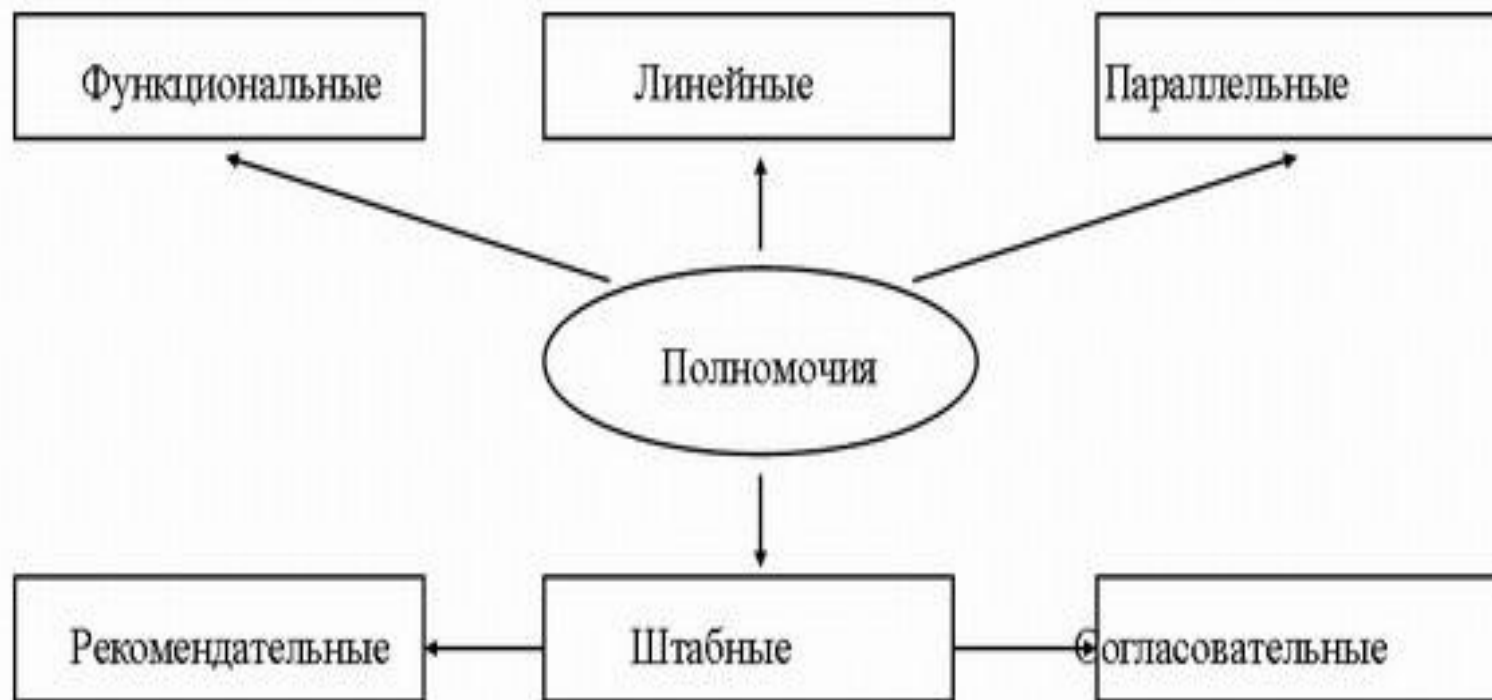 Функциональные
Линейные
Параллельные
Полномочия
Рекомендательные
Штабные
Согласовательные